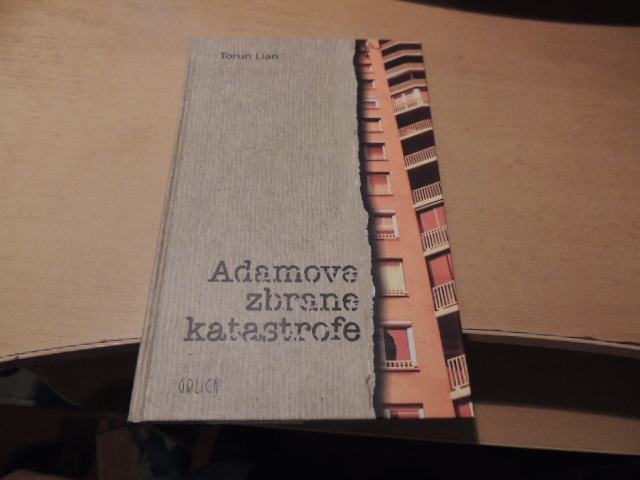 Torun Lian
Adamove
zbrane
katastrofe
GRLICA